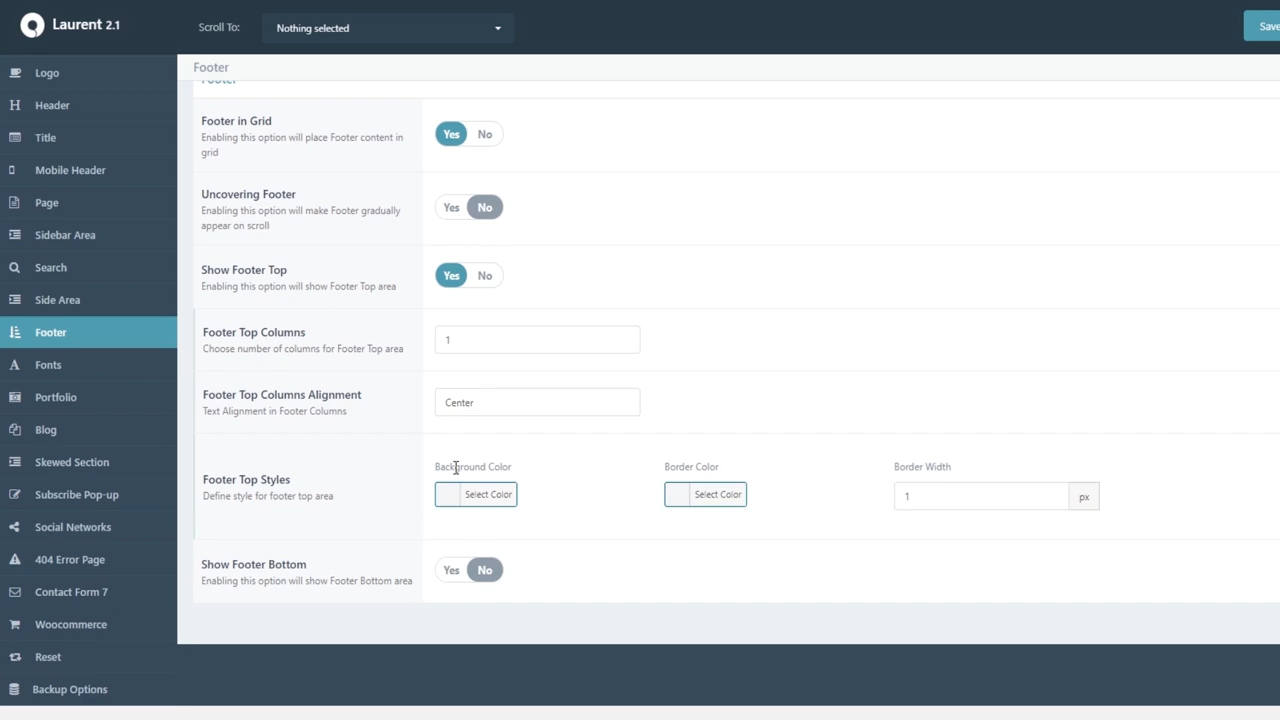 Laurent 2.1
Scroll To:
Nothing selected
Save
Logo
Header
Title
Mobile Header
Page
Sidebar Area
Search
Side Area
Footer
Fonts
Portfolio
Blog
Skewed Section
Subscribe Pop-up
Social Networks
404 Error Page
Contact Form 7
Woocommerce
Reset
Backup Options
Footer
Footer
Footer in Grid
Enabling this option will place Footer content in
grid
Yes No
Uncovering Footer
Enabling this option will make Footer gradually
appear on scroll
Yes No
Show Footer Top
Enabling this option will show Footer Top area
Yes No
Footer Top Columns
Choose number of columns for Footer Top area
1
Footer Top Columns Alignment
Text Alignment in Footer Columns
Center
Footer Top Styles
Define style for footer top area
Background Color
Select Color
Border Color
Select Color
Border Width
1 px
Show Footer Bottom
Enabling this option will show Footer Bottom area
Yes No